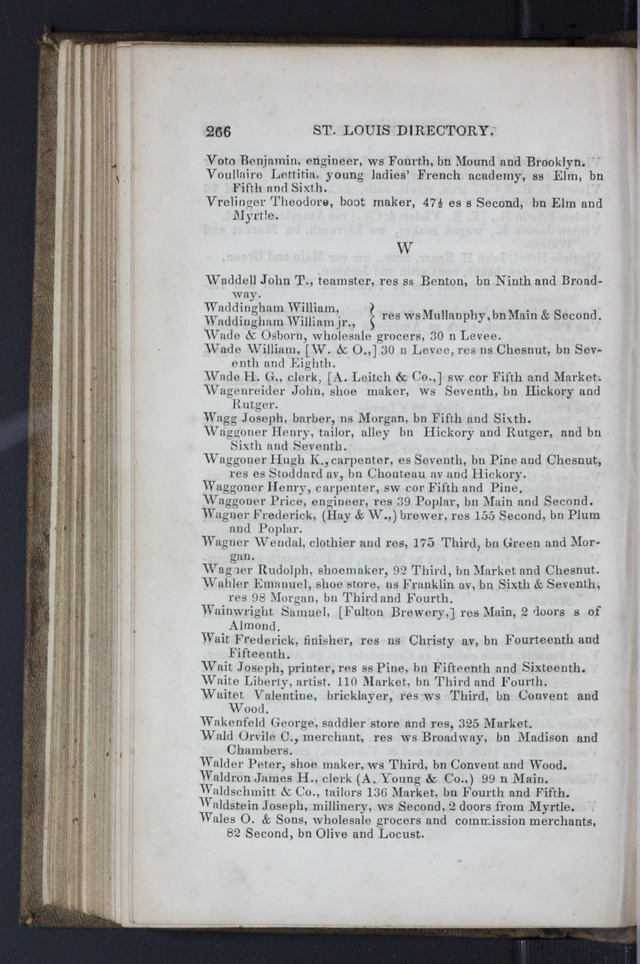 266 ST. LOUIS DIRECTORY.
Voto Benjamin, engineer, ws Fourth, bn Mound and Brooklyn.
Voullaire Lettitia, young ladies' French academy, ss Elm, bn
Fifth and Sixth.
Vrelinger Theodore, boot maker, 47½ es s Second, bn Elm and
Myrtle.
W
Waddell John T., teamster, res ss Benton, bn Ninth and Broad-
way.
Waddingham William,
Waddingham William jr., } res ws Mullanphy, bn Main & Second.
Wade & Osborn, wholesale grocers, 30 n Levee.
Wade William, [W. & O.,] 30 n Levee, res ns Chesnut, bn Sev-
enth and Eighth.
Wade H. G., clerk, [A. Leitch & Co.,] sw cor Fifth and Market.
Wagenreider John, shoe maker, ws Seventh, bn Hickory and
Rutger.
Wagg Joseph, barber, ns Morgan, bn Fifth and Sixth.
Waggoner Henry, tailor, alley bn Hickory and Rutger, and bn
Sixth and Seventh.
Waggoner Hugh K., carpenter, es Seventh, bn Pine and Chesnut,
res es Stoddard av, bn Chouteau av and Hickory.
Waggoner Henry, carpenter, sw cor Fifth and Pine.
Waggoner Price, engineer, res 39 Poplar, bn Main and Second.
Wagner Frederick, (Hay & W.,) brewer, res 155 Second, bn Plum
and Poplar.
Wagner Wendal, clothier and res, 175 Third, bn Green and Mor-
gan.
Wagner Rudolph, shoemaker, 92 Third, bn Market and Chesnut.
Wahler Emanuel, shoe store, ns Franklin av, bn Sixth & Seventh,
res 98 Morgan, bn Third and Fourth.
Wainwright Samuel, [Fulton Brewery,] res Main, 2 doors s of
Almond.
Wait Frederick, finisher, res ns Christy av, bn Fourteenth and
Fifteenth.
Wait Joseph, printer, res ss Pine, bn Fifteenth and Sixteenth.
Waite Liberty, artist, 110 Market, bn Third and Fourth.
Waitet Valentine, bricklayer, res ws Third, bn Convent and
Wood.
Wakenfeld George, saddler store and res, 325 Market.
Wald Orvile C., merchant, res ws Broadway, bn Madison and
Chambers.
Walder Peter, shoe maker, ws Third, bn Convent and Wood.
Waldron James H., clerk (A. Young & Co.,) 99 n Main.
Waldschmitt & Co., tailors 136 Market, bn Fourth and Fifth.
Waldstein Joseph, millinery, ws Second, 2 doors from Myrtle.
Wales O. & Sons, wholesale grocers and commission merchants,
82 Second, bn Olive and Locust.